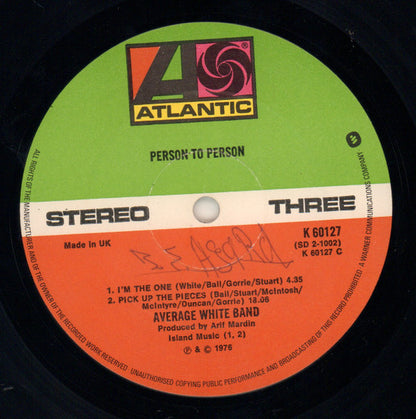 ATLANTIC
PERSON TO PERSON
STEREO THREE
Made in UK
K 60127
(SD 2-1002)
K 60127 C
1. I'M THE ONE (White/Ball/Gorrie/Stuart) 4.35
2. PICK UP THE PIECES (Ball/Stuart/McIntosh/
McIntyre/Duncan/Gorrie) 18.08
AVERAGE WHITE BAND
Produced by Arif Mardin
Island Music (1, 2)
℗ & © 1976
ALL RIGHTS OF THE MANUFACTURER AND OF THE OWNER OF THE RECORDED WORK RESERVED UNAUTHORISED COPYING PUBLIC PERFORMANCE AND BROADCASTING OF THIS RECORD PROHIBITED A WARNER COMMUNICATIONS COMPANY